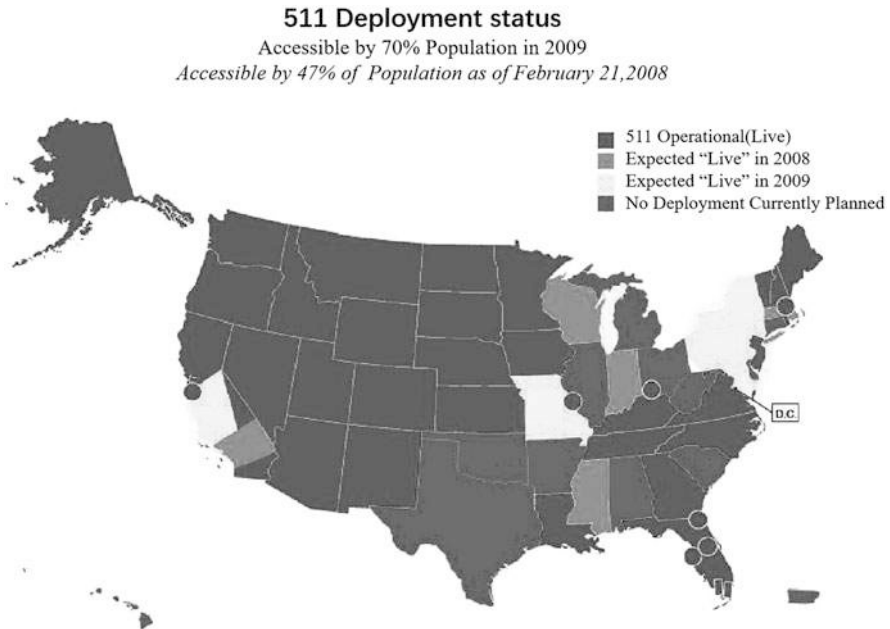 511 Deployment status
Accessible by 70% Population in 2009
Accessible by 47% of Population as of February 21,2008
511 Operational(Live)
Expected “Live” in 2008
Expected “Live” in 2009
No Deployment Currently Planned
D.C.